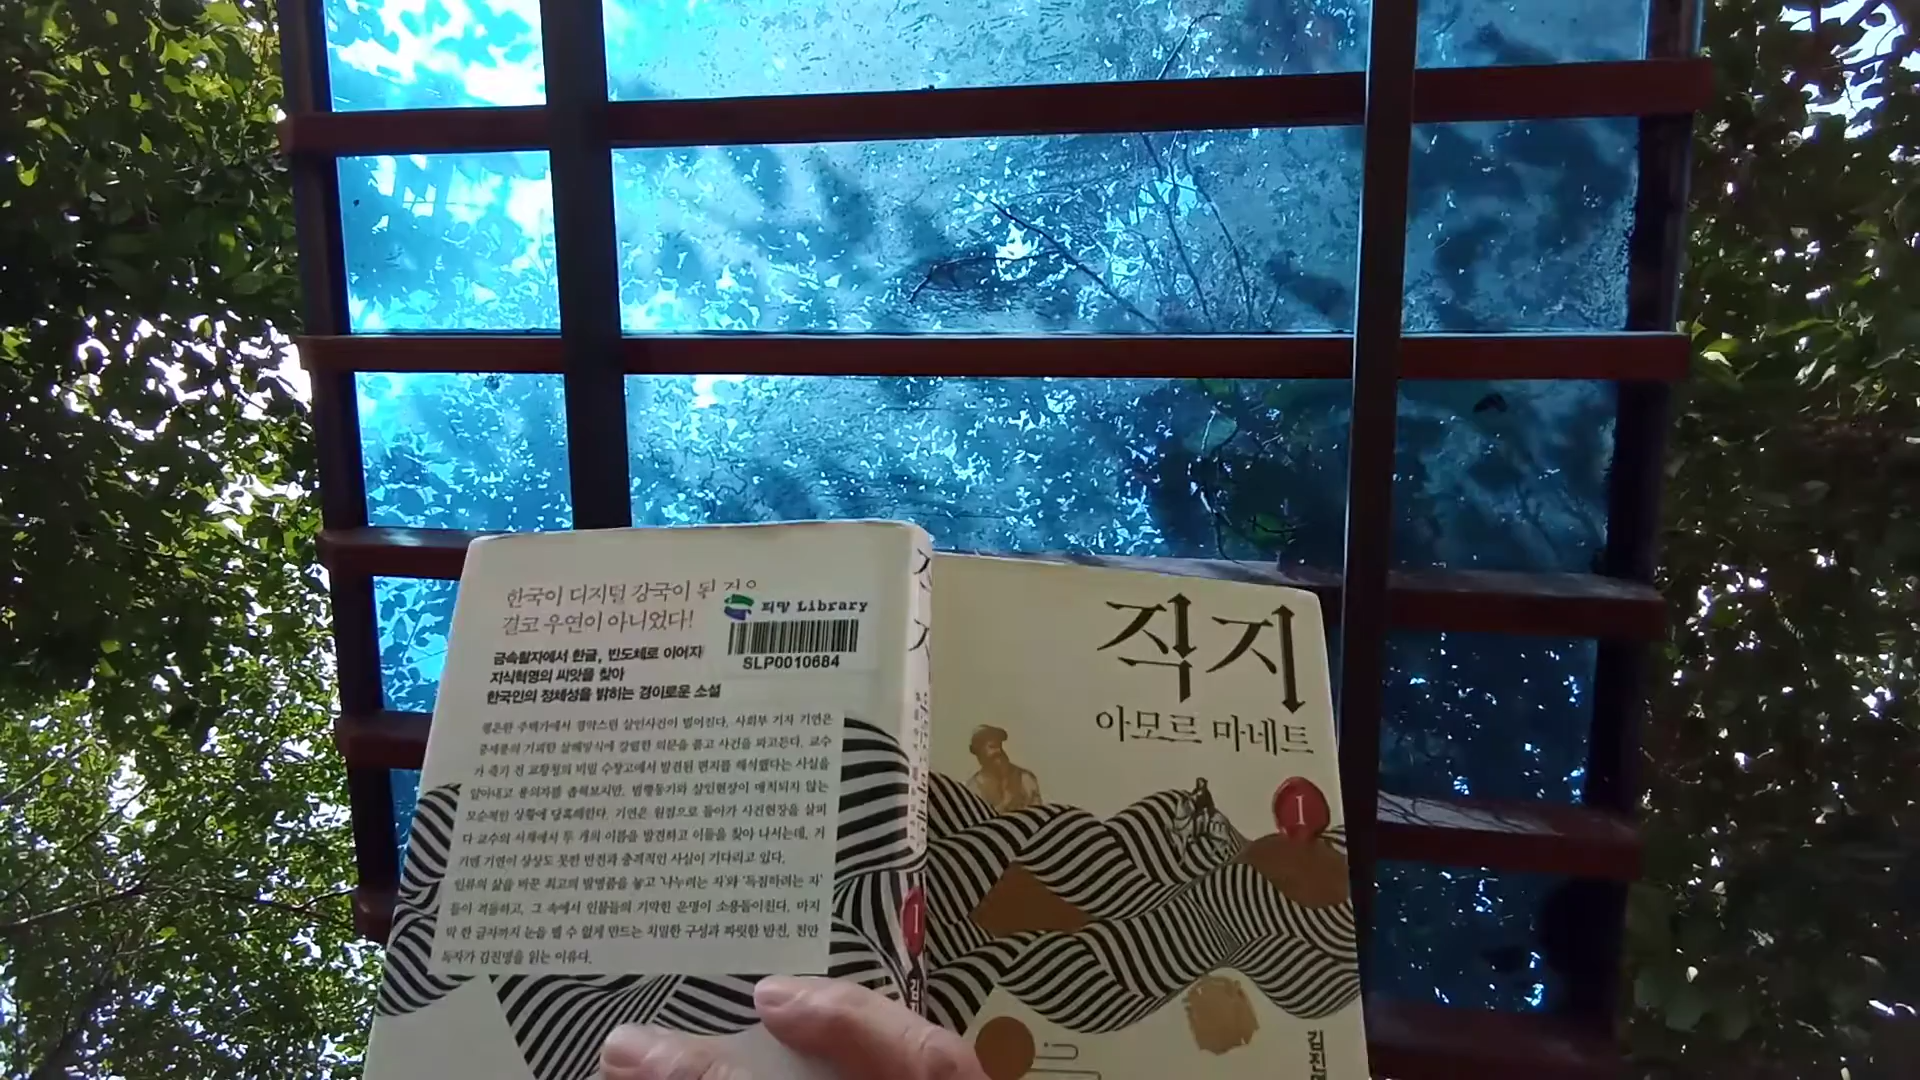 한국이 디지털 강국이 된 것은
결코 우연이 아니었다!
피망 Library
SLP0010684
금속활자에서 한글, 반도체로 이어지
지식혁명의 씨앗을 찾아
한국인의 정체성을 밝히는 경이로운 소설
평온한 주택가에서 경악스런 살인사건이 벌어진다. 사회부 기자 기연은
중세풍의 기괴한 살해방식에 강렬한 의문을 품고 사건을 파고든다. 교수
가 죽기 전 교황청의 비밀 수장고에서 발견된 편지를 해석했다는 사실을
알아내고 용의자를 좁혀보지만, 범행동기와 살인현장이 매치되지 않는
모순적인 상황에 당혹해한다. 기연은 원점으로 돌아가 사건현장을 살피
다 교수의 서재에서 두 개의 이름을 발견하고 이들을 찾아 나서는데, 거
기엔 기연이 상상도 못한 반전과 충격적인 사실이 기다리고 있다.
인류의 삶을 바꾼 최고의 발명품을 놓고 '나누려는 자'와 '독점하려는 자'
들이 격돌하고, 그 속에서 인물들의 기막힌 운명이 소용돌이친다. 마지
막 한 글자까지 눈을 뗄 수 없게 만드는 치밀한 구성과 짜릿한 반전, 천만
독자가 김진명을 읽는 이유다.
직지
1
직지
아모르 마네트
1
김진